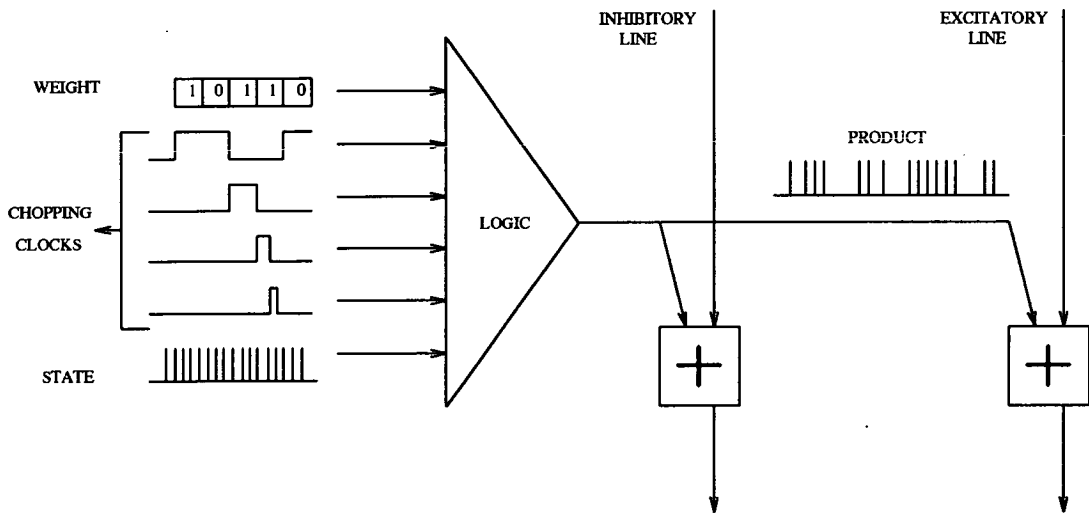 INHIBITORY
LINE
EXCITATORY
LINE
WEIGHT
1 0 1 1 0
PRODUCT
CHOPPING
CLOCKS
LOGIC
STATE